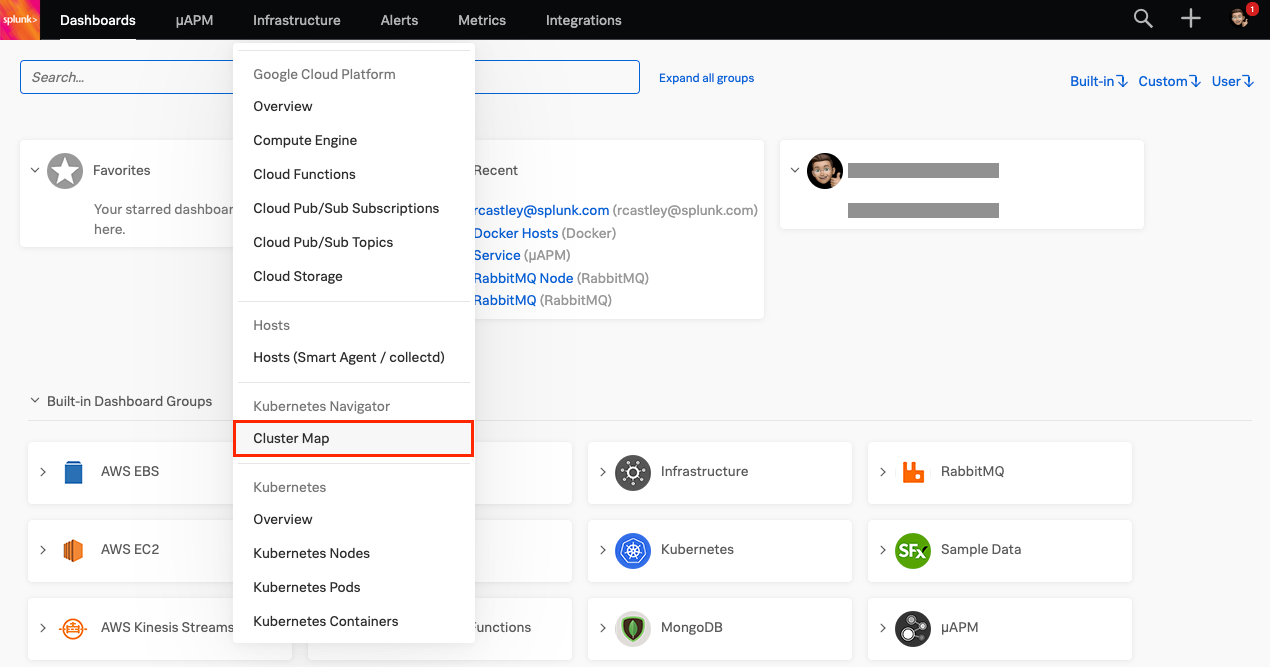 splunk>
Dashboards
µAPM
Infrastructure
Alerts
Metrics
Integrations
1
Search...
Expand all groups
Built-in
Custom
User
Google Cloud Platform
Overview
Compute Engine
Cloud Functions
Cloud Pub/Sub Subscriptions
Cloud Pub/Sub Topics
Cloud Storage
Hosts
Hosts (Smart Agent / collectd)
Kubernetes Navigator
Cluster Map
Kubernetes
Overview
Kubernetes Nodes
Kubernetes Pods
Kubernetes Containers
Favorites
Your starred
here.
Recent
rcastley@splunk.com (rcastley@splunk.com)
Docker Hosts (Docker)
Service (µAPM)
RabbitMQ Node (RabbitMQ)
RabbitMQ (RabbitMQ)
Built-in Dashboard Groups
AWS EBS
Infrastructure
RabbitMQ
AWS EC2
Kubernetes
SFx
Sample Data
AWS Kinesis Streams
Functions
MongoDB
µAPM